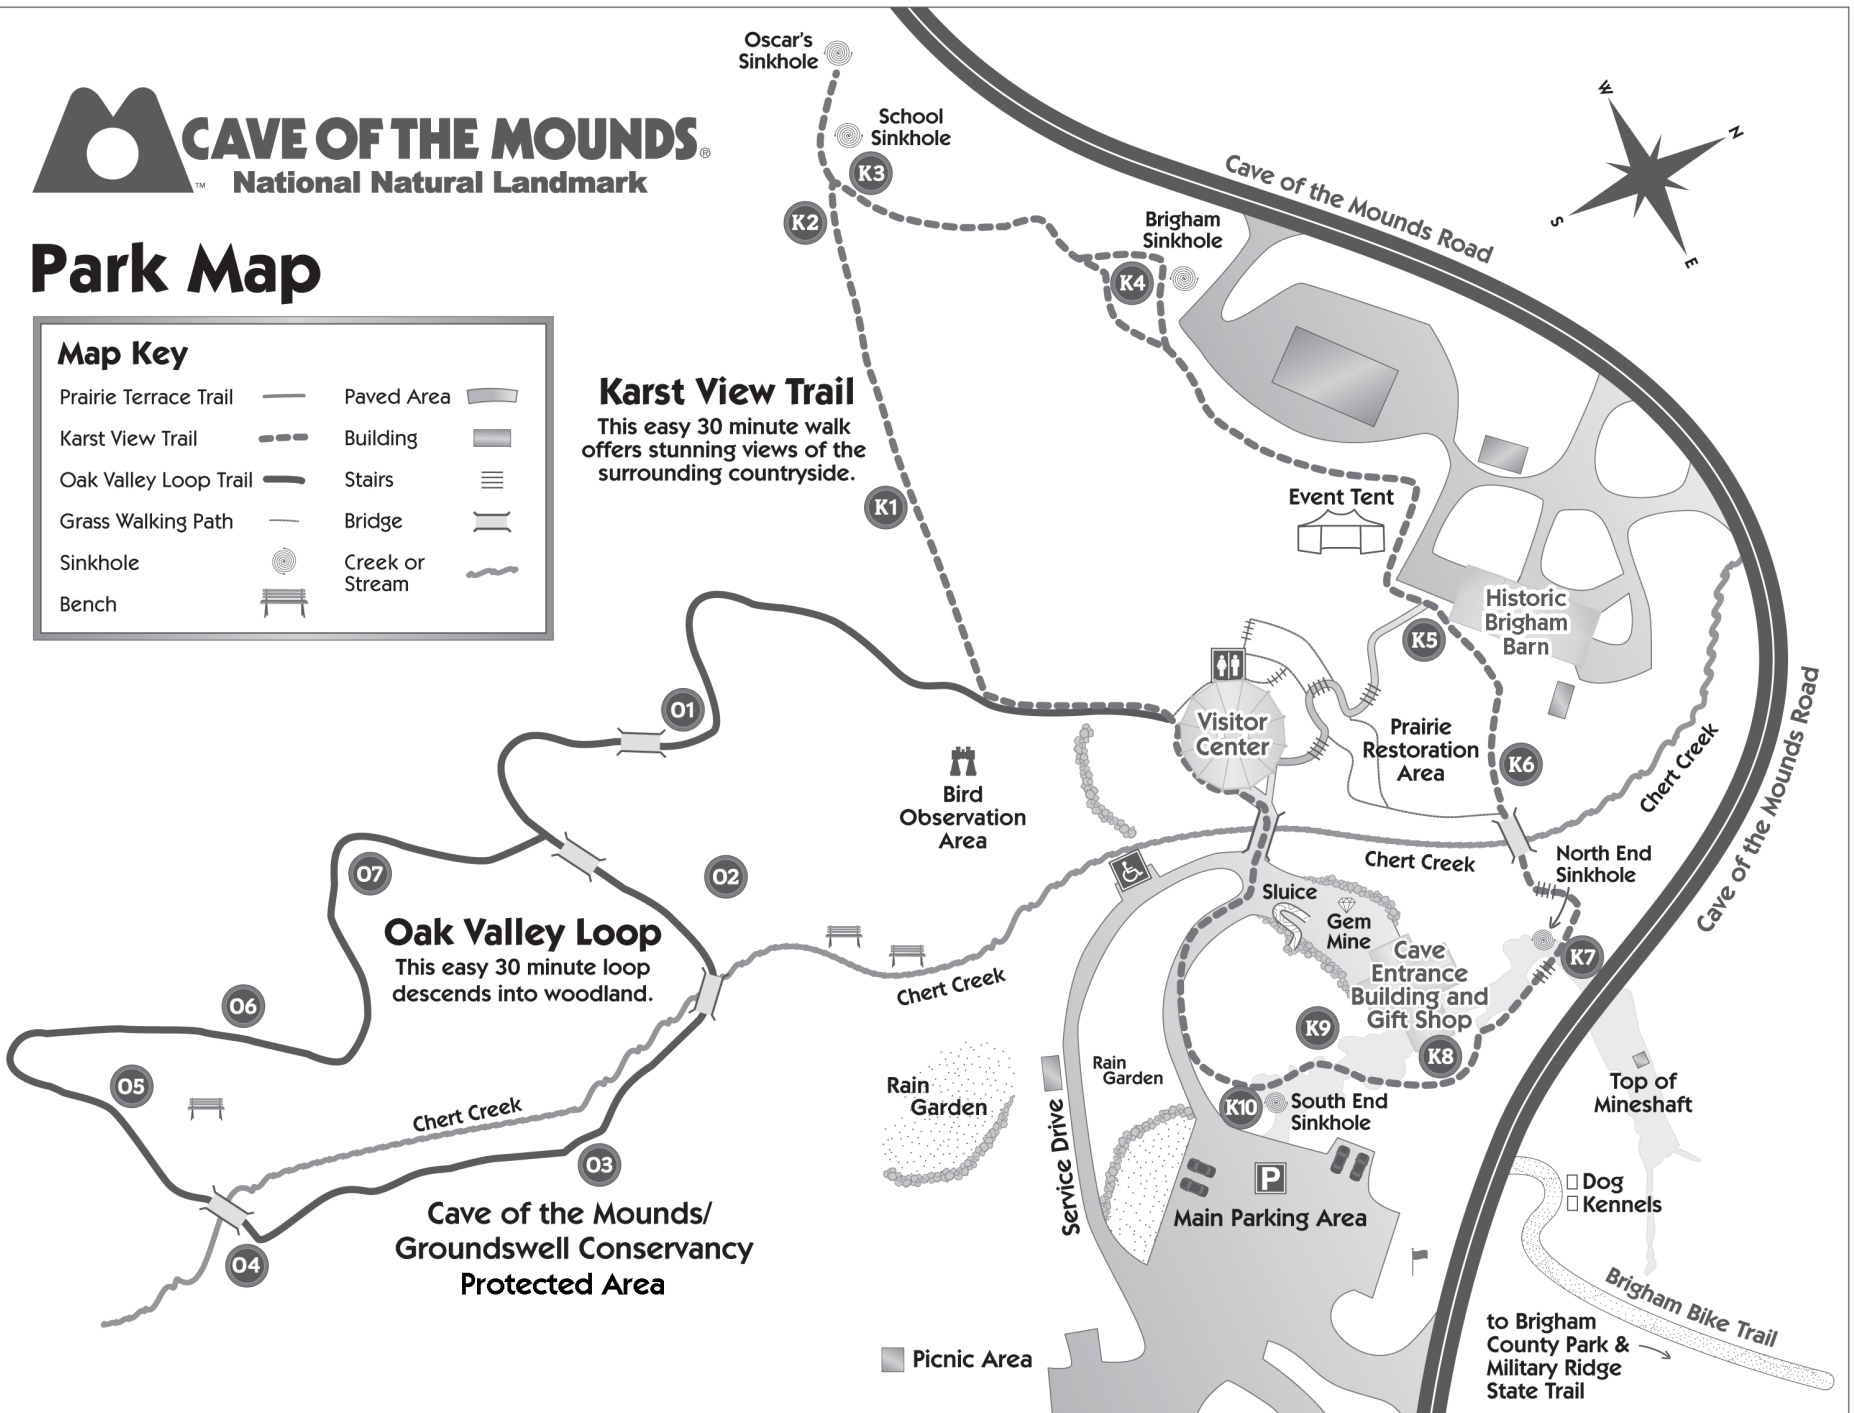 CAVE OF THE MOUNDS®
™ National Natural Landmark
Park Map
Map Key
Prairie Terrace Trail
Karst View Trail
Oak Valley Loop Trail
Grass Walking Path
Sinkhole
Bench
Paved Area
Building
Stairs
Bridge
Creek or
Stream
Oscar's
Sinkhole
School
Sinkhole
K3
K2
Brigham
Sinkhole
K4
Cave of the Mounds Road
W
N
S
E
Karst View Trail
This easy 30 minute walk
offers stunning views of the
surrounding countryside.
K1
Event Tent
Historic
Brigham
Barn
K5
Visitor
Center
Prairie
Restoration
Area
K6
Chert Creek
Cave of the Mounds Road
O1
Bird
Observation
Area
O7
O2
Chert Creek
North End
Sinkhole
Sluice
Gem
Mine
Cave
Entrance
Building and
Gift Shop
K7
Oak Valley Loop
This easy 30 minute loop
descends into woodland.
Chert Creek
O6
K9
K8
O5
Chert Creek
Rain
Garden
Rain
Garden
K10
South End
Sinkhole
Top of
Mineshaft
Service Drive
O3
P
Main Parking Area
Dog
Kennels
Cave of the Mounds/
Groundswell Conservancy
Protected Area
O4
Brigham Bike Trail
to Brigham
County Park &
Military Ridge
State Trail
Picnic Area